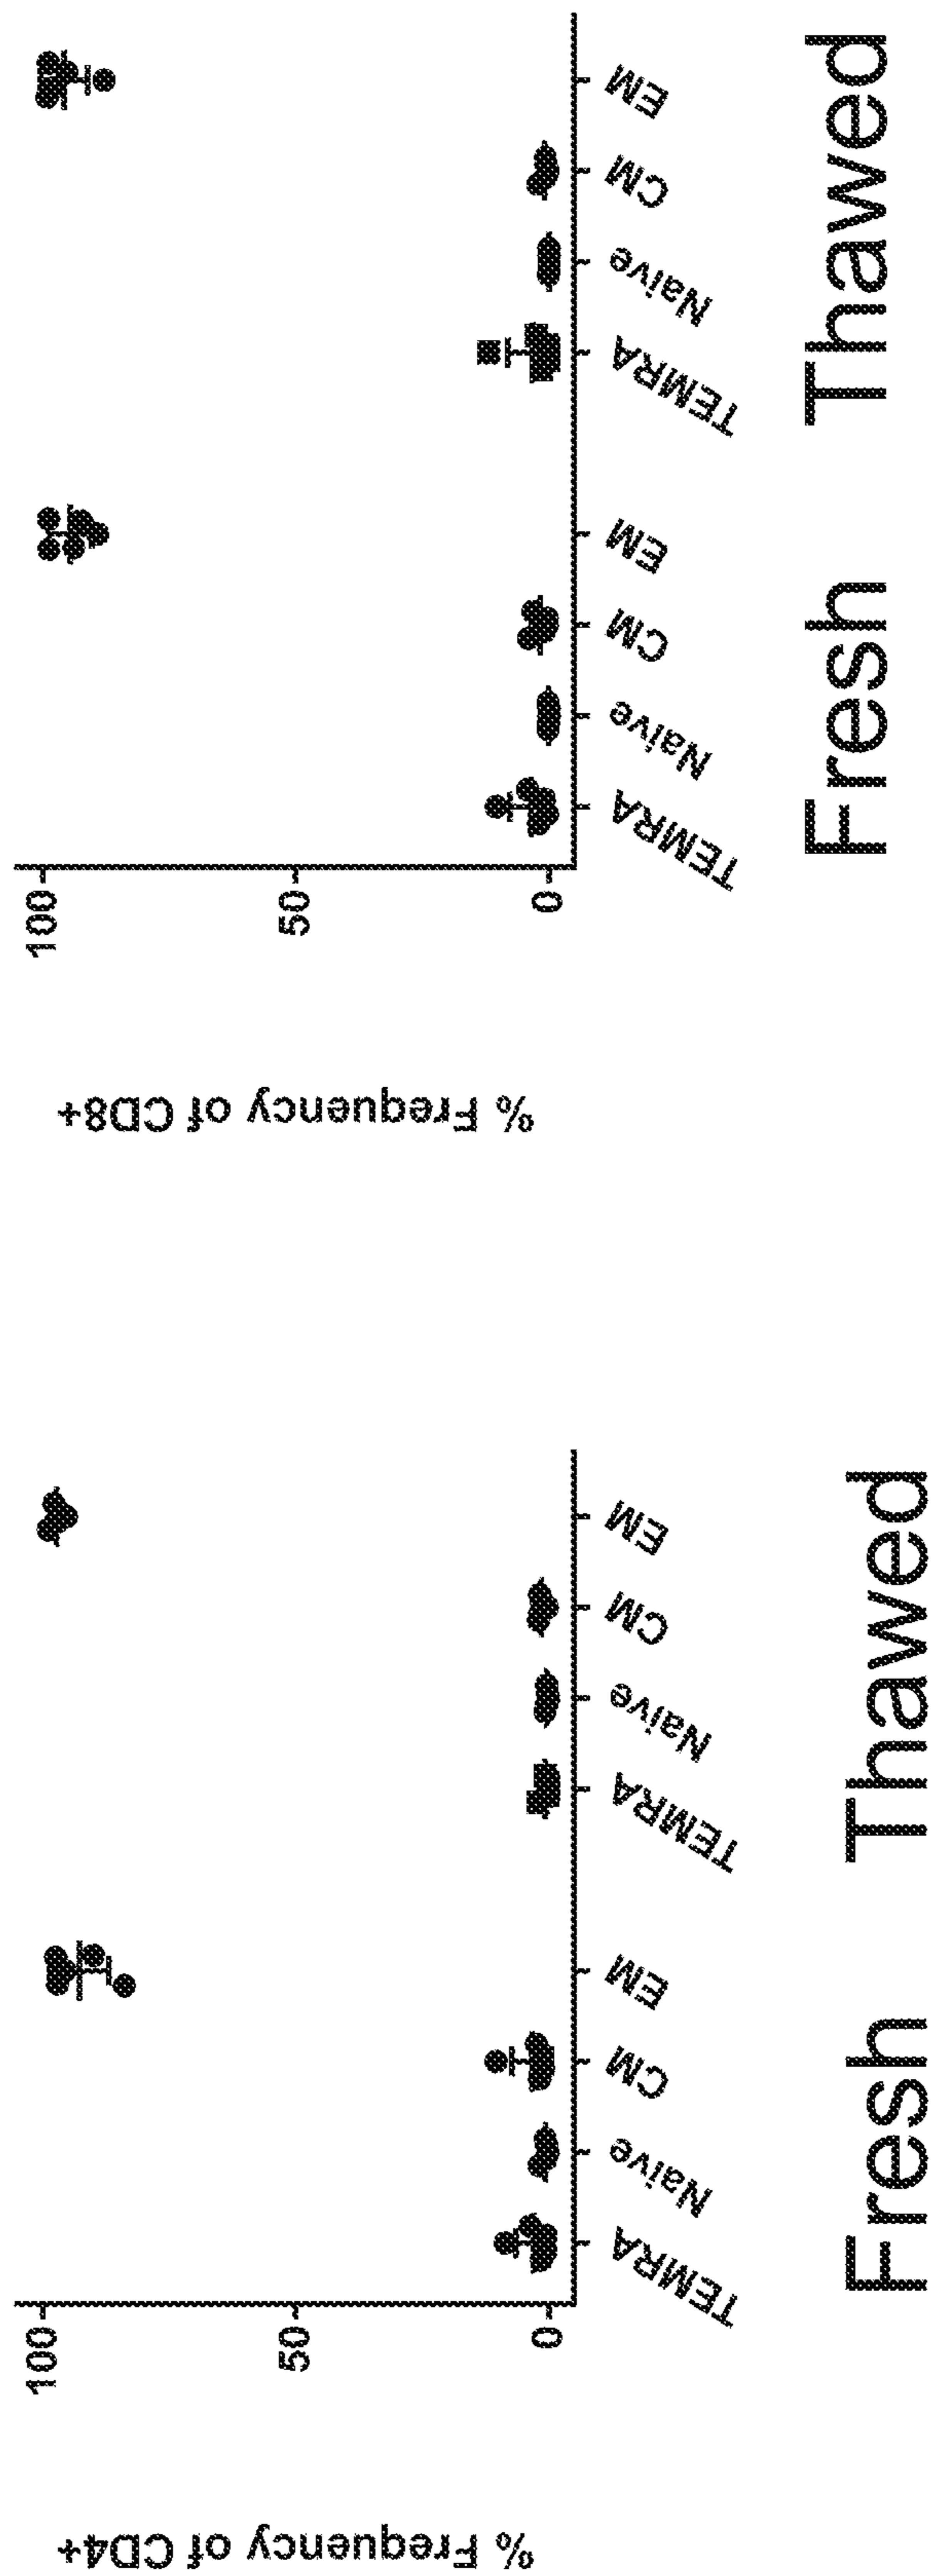 % Frequency of CD4+
100
50
0
TEMRA
Naive
CM
EM
TEMRA
Naive
CM
EM
Fresh
Thawed
% Frequency of CD8+
100
50
0
TEMRA
Naive
CM
EM
TEMRA
Naive
CM
EM
Fresh
Thawed